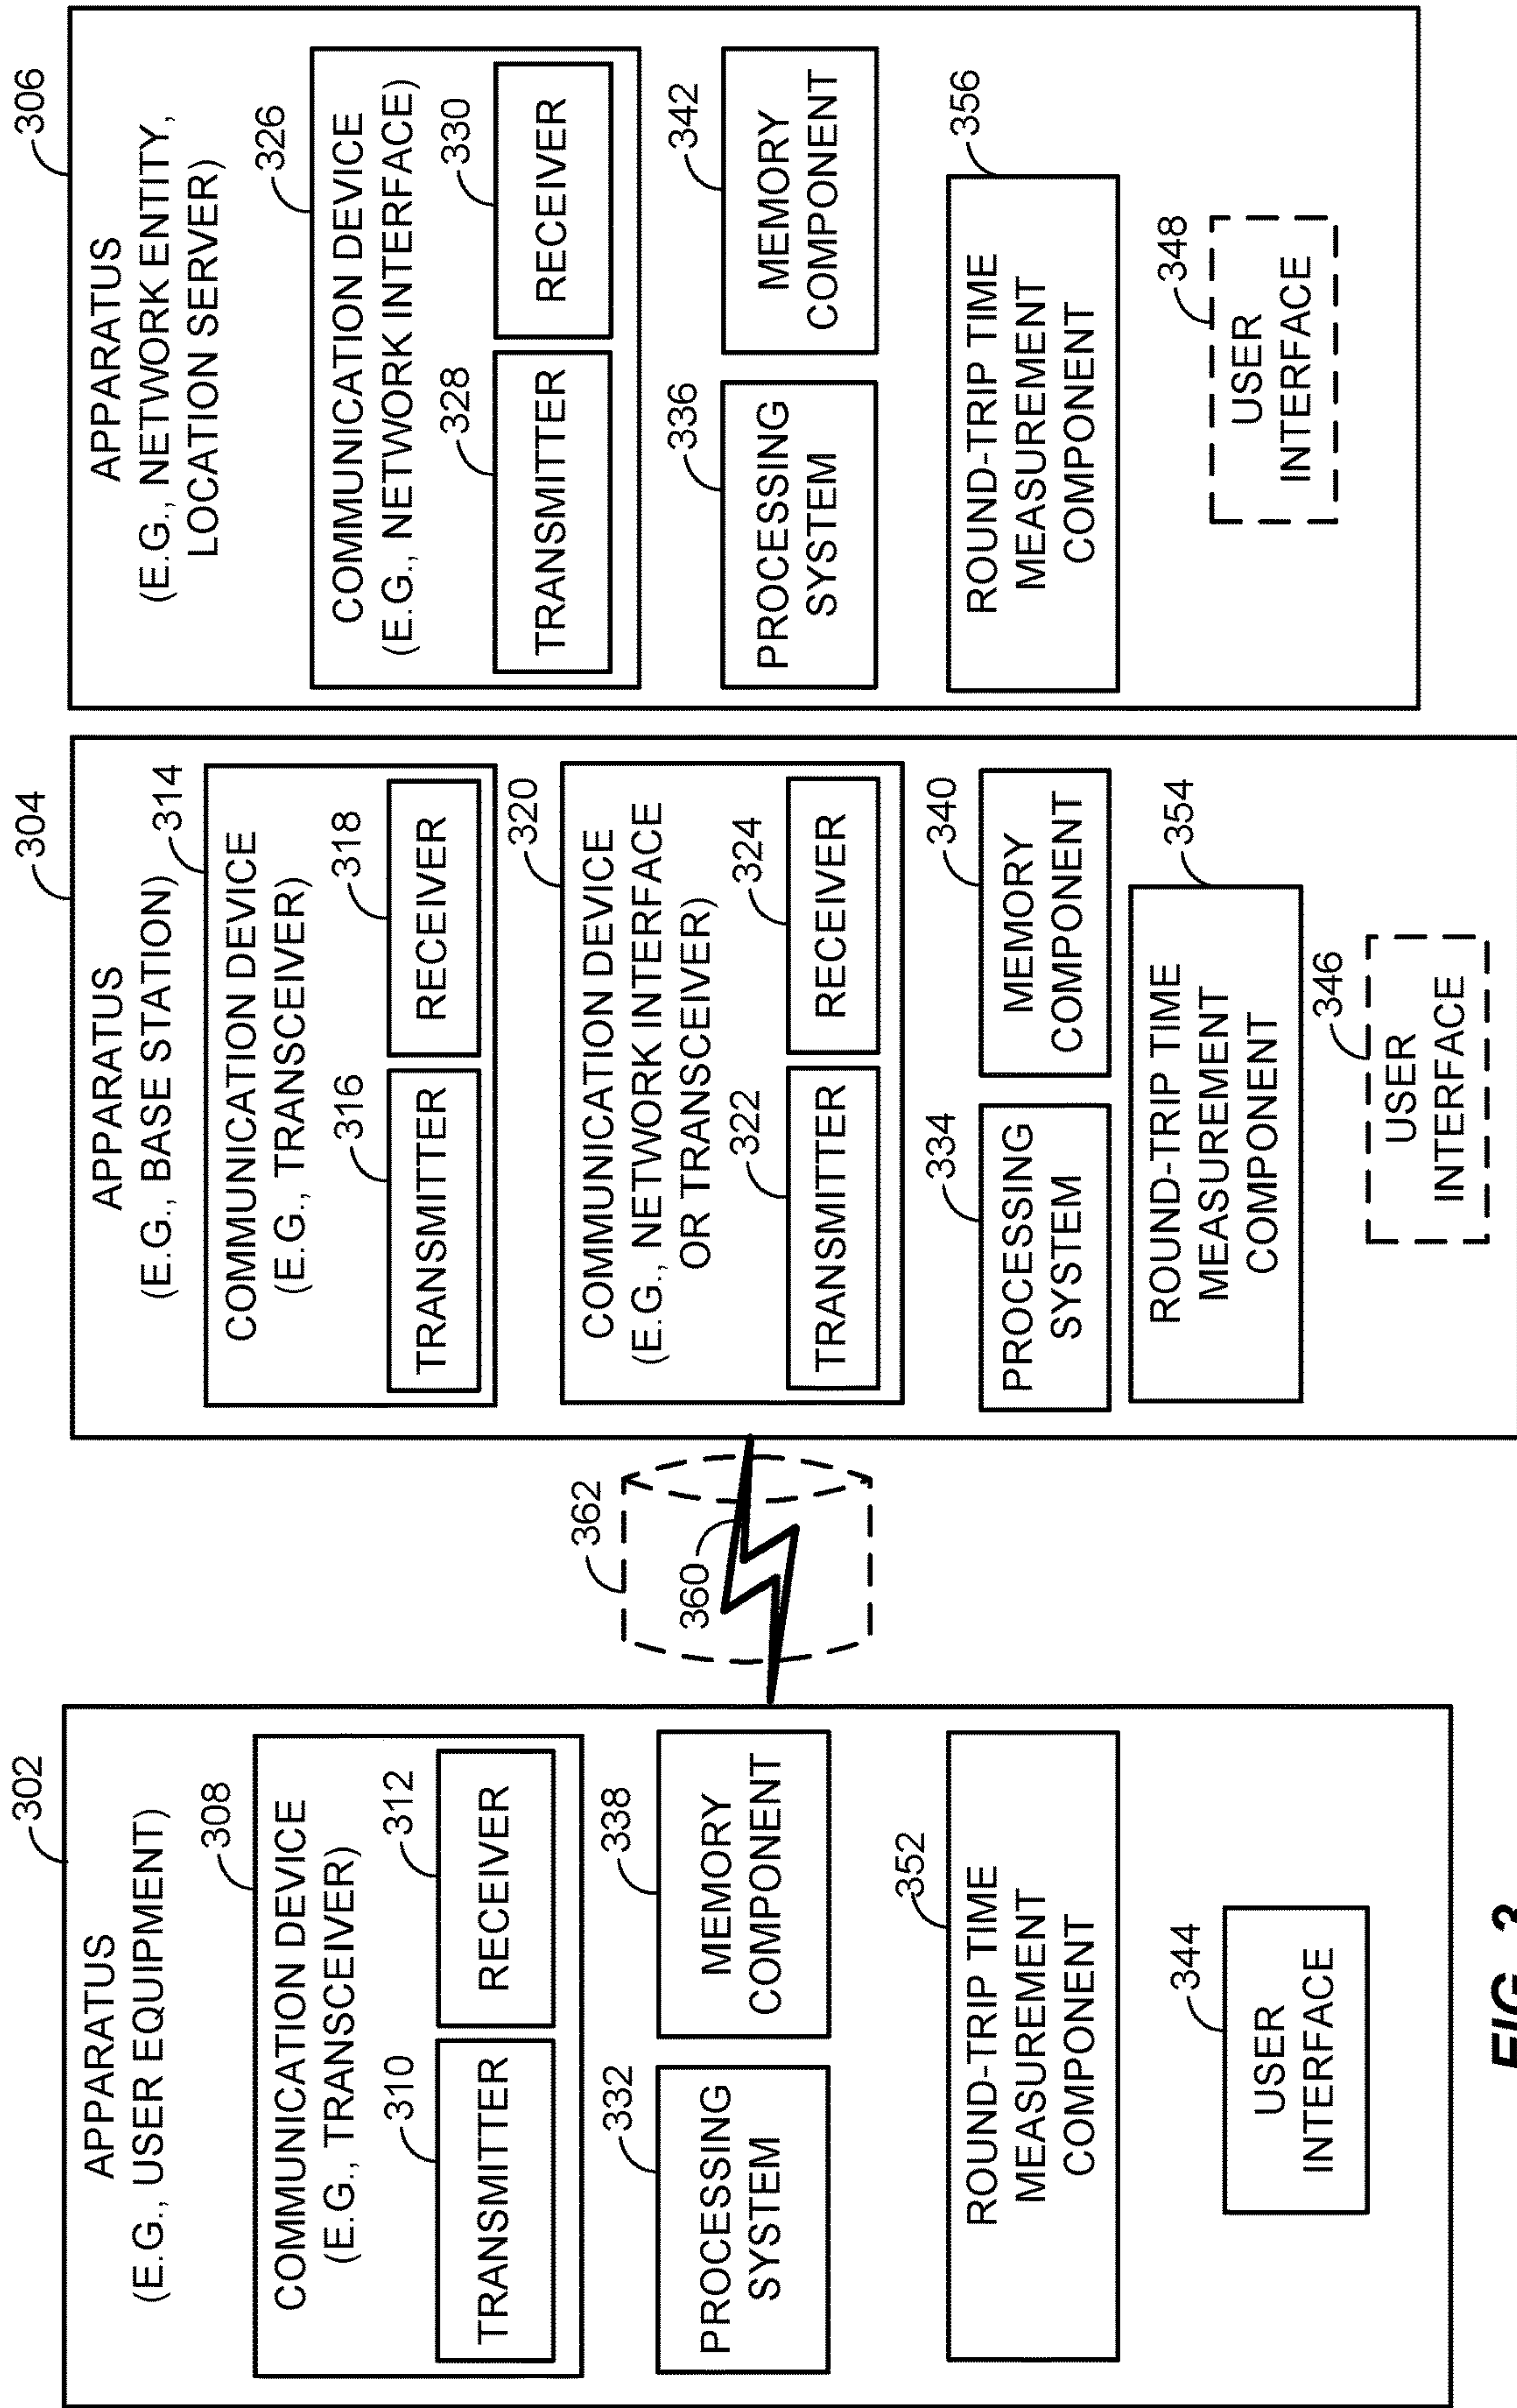 302
APPARATUS
(E.G., USER EQUIPMENT)
308
COMMUNICATION DEVICE
(E.G., TRANSCEIVER)
310
312
TRANSMITTER
RECEIVER
332
338
PROCESSING
SYSTEM
MEMORY
COMPONENT
352
ROUND-TRIP TIME
MEASUREMENT
COMPONENT
344
USER
INTERFACE
362
360
304
APPARATUS
(E.G., BASE STATION)
314
COMMUNICATION DEVICE
(E.G., TRANSCEIVER)
316
318
TRANSMITTER
RECEIVER
320
COMMUNICATION DEVICE
(E.G., NETWORK INTERFACE
OR TRANSCEIVER)
322
324
TRANSMITTER
RECEIVER
334
340
PROCESSING
SYSTEM
MEMORY
COMPONENT
354
ROUND-TRIP TIME
MEASUREMENT
COMPONENT
346
USER
INTERFACE
306
APPARATUS
(E.G., NETWORK ENTITY,
LOCATION SERVER)
326
COMMUNICATION DEVICE
(E.G., NETWORK INTERFACE)
328
330
TRANSMITTER
RECEIVER
336
342
PROCESSING
SYSTEM
MEMORY
COMPONENT
356
ROUND-TRIP TIME
MEASUREMENT
COMPONENT
348
USER
INTERFACE
FIG. 3